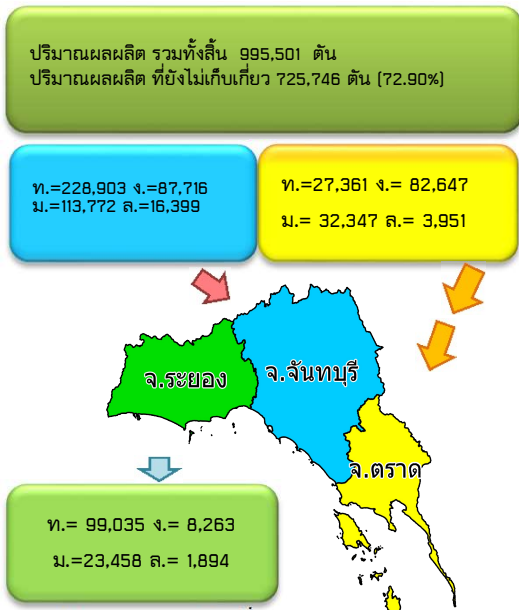 ปริมาณผลผลิต รวมทั้งสิ้น 995,501 ตัน
ปริมาณผลผลิต ที่ยังไม่เก็บเกี่ยว 725,746 ตัน (72.90%)
ท.=228,903 ง.=87,716
ม.=113,772 ล.=16,399
ท.=27,361 ง.= 82,647
ม.= 32,347 ล.= 3,951
จ.ระยอง
จ.จันทบุรี
จ.ตราด
ท.= 99,035 ง.= 8,263
ม.=23,458 ล.= 1,894